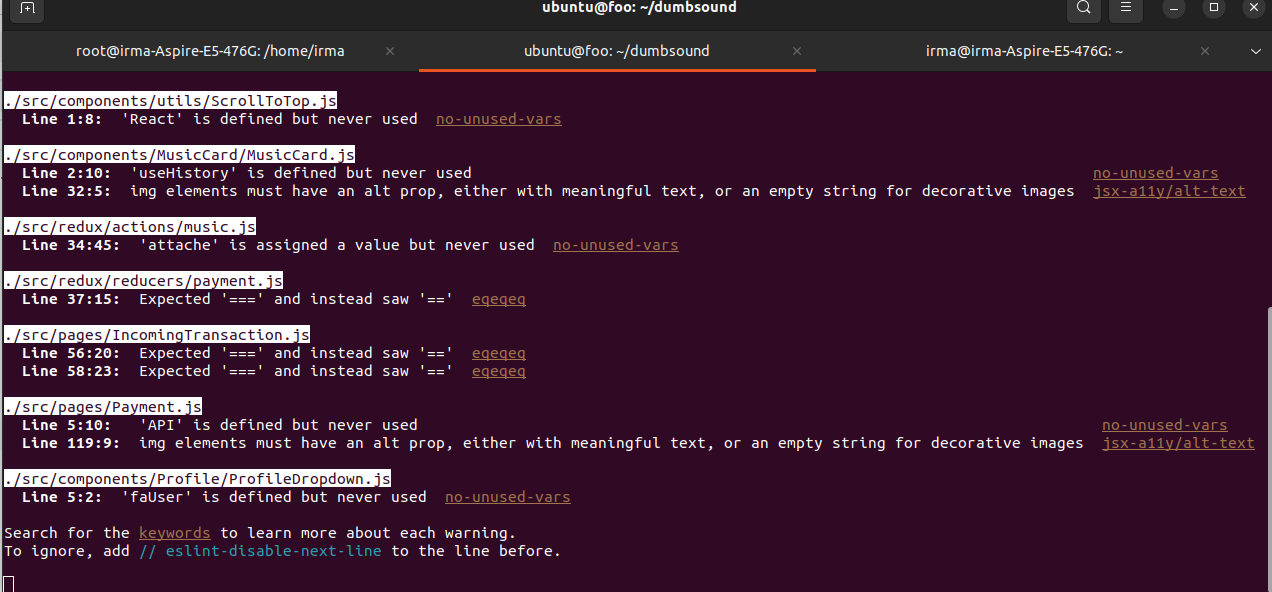 ubuntu@foo: ~/dumbsound
root@irma-Aspire-E5-476G: /home/irma
ubuntu@foo: ~/dumbsound
irma@irma-Aspire-E5-476G: ~
./src/components/utils/ScrollToTop.js
Line 1:8: 'React' is defined but never used no-unused-vars
./src/components/MusicCard/MusicCard.js
Line 2:10: 'useHistory' is defined but never used no-unused-vars
Line 32:5: img elements must have an alt prop, either with meaningful text, or an empty string for decorative images jsx-a11y/alt-text
./src/redux/actions/music.js
Line 34:45: 'attache' is assigned a value but never used no-unused-vars
./src/redux/reducers/payment.js
Line 37:15: Expected '===' and instead saw '==' eqeqeq
./src/pages/IncomingTransaction.js
Line 56:20: Expected '===' and instead saw '==' eqeqeq
Line 58:23: Expected '===' and instead saw '==' eqeqeq
./src/pages/Payment.js
Line 5:10: 'API' is defined but never used no-unused-vars
Line 119:9: img elements must have an alt prop, either with meaningful text, or an empty string for decorative images jsx-a11y/alt-text
./src/components/Profile/ProfileDropdown.js
Line 5:2: 'faUser' is defined but never used no-unused-vars
Search for the keywords to learn more about each warning.
To ignore, add // eslint-disable-next-line to the line before.